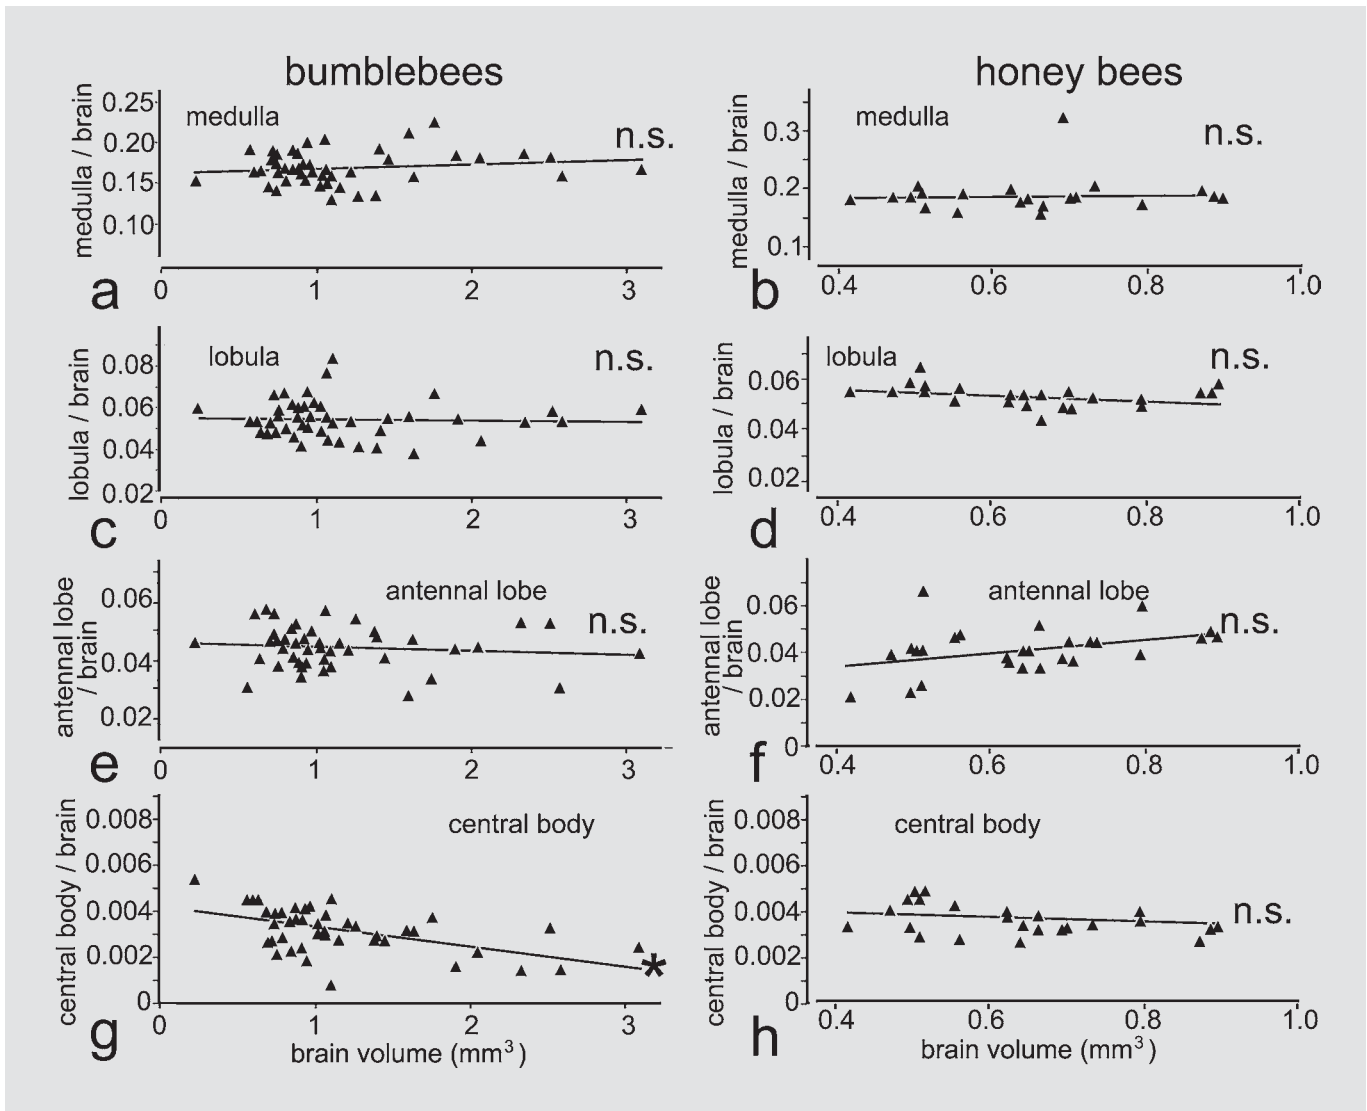 bumblebees
honey bees
medulla / brain
0.25
0.20
0.15
0.10
medulla
n.s.
a
0
1
2
3
medulla / brain
0.3
0.2
0.1
medulla
n.s.
b
0.4
0.6
0.8
1.0
lobula / brain
0.08
0.06
0.04
0.02
lobula
n.s.
c
0
1
2
3
lobula / brain
0.06
0.04
0.02
lobula
n.s.
d
0.4
0.6
0.8
1.0
antennal lobe
/ brain
0.06
0.04
0.02
antennal lobe
n.s.
e
0
1
2
3
antennal lobe
/ brain
0.06
0.04
0.02
0
antennal lobe
n.s.
f
0.4
0.6
0.8
1.0
central body / brain
0.008
0.006
0.004
0.002
0
central body
*
g
0
1
2
3
brain volume (mm³)
central body / brain
0.008
0.006
0.004
0.002
0
central body
n.s.
h
0.4
0.6
0.8
1.0
brain volume (mm³)